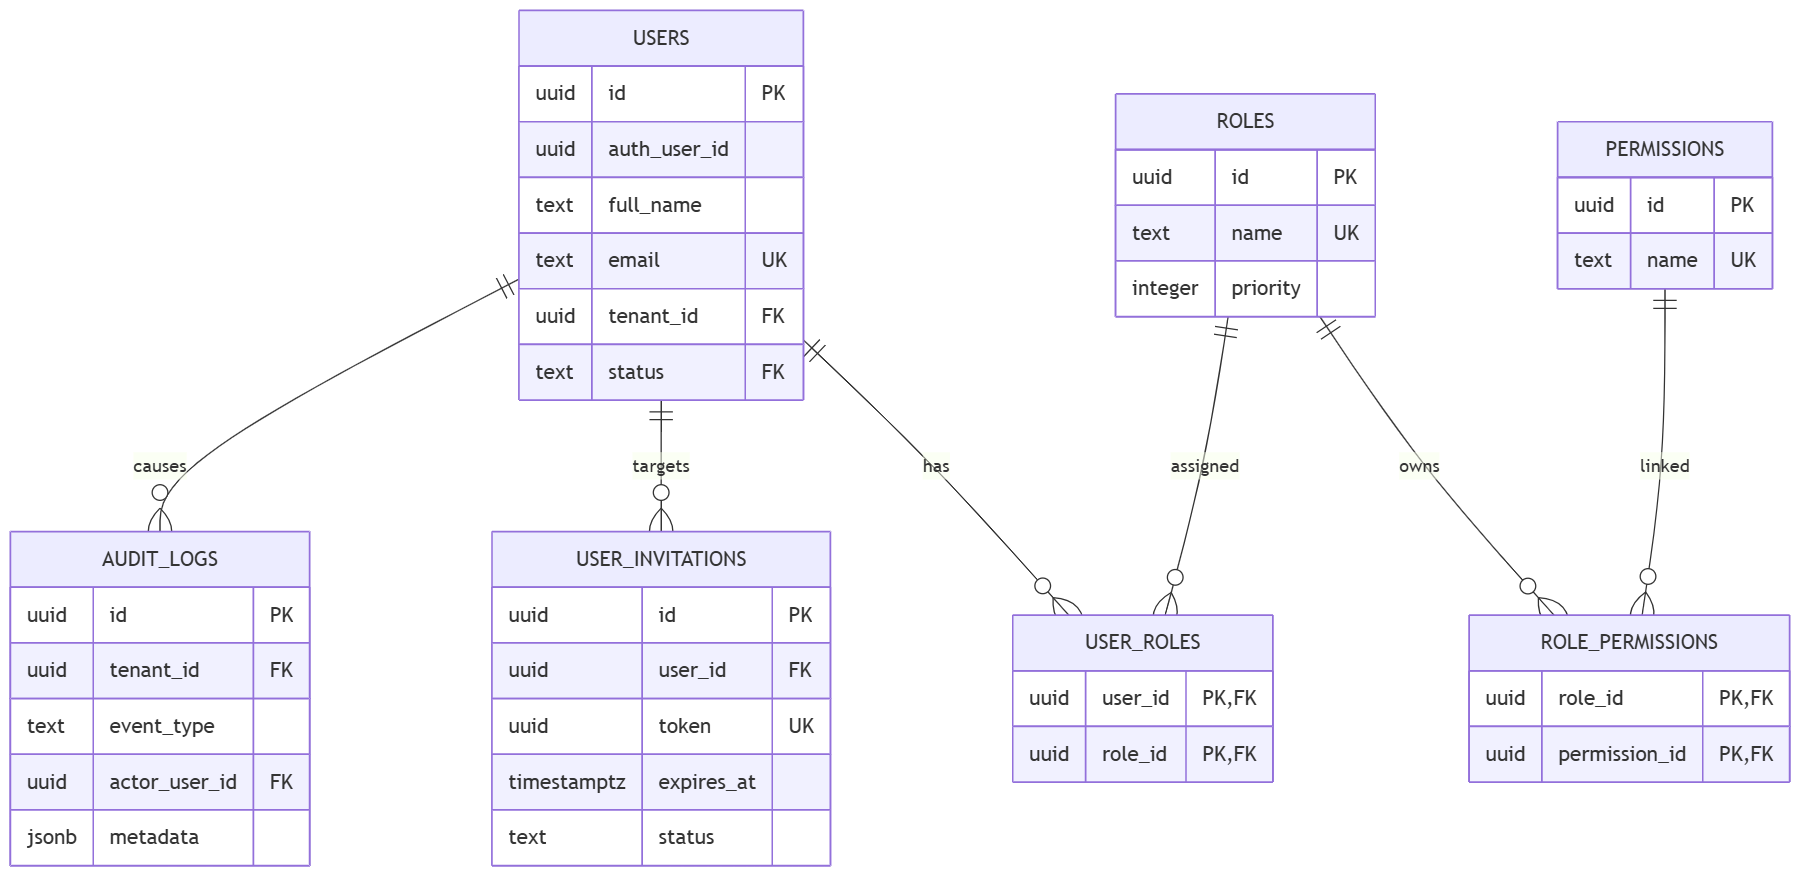 USERS
uuid id PK
uuid auth_user_id
text full_name
text email UK
uuid tenant_id FK
text status FK
ROLES
uuid id PK
text name UK
integer priority
PERMISSIONS
uuid id PK
text name UK
causes
targets
has
assigned
owns
linked
AUDIT_LOGS
uuid id PK
uuid tenant_id FK
text event_type
uuid actor_user_id FK
jsonb metadata
USER_INVITATIONS
uuid id PK
uuid user_id FK
uuid token UK
timestamptz expires_at
text status
USER_ROLES
uuid user_id PK,FK
uuid role_id PK,FK
ROLE_PERMISSIONS
uuid role_id PK,FK
uuid permission_id PK,FK